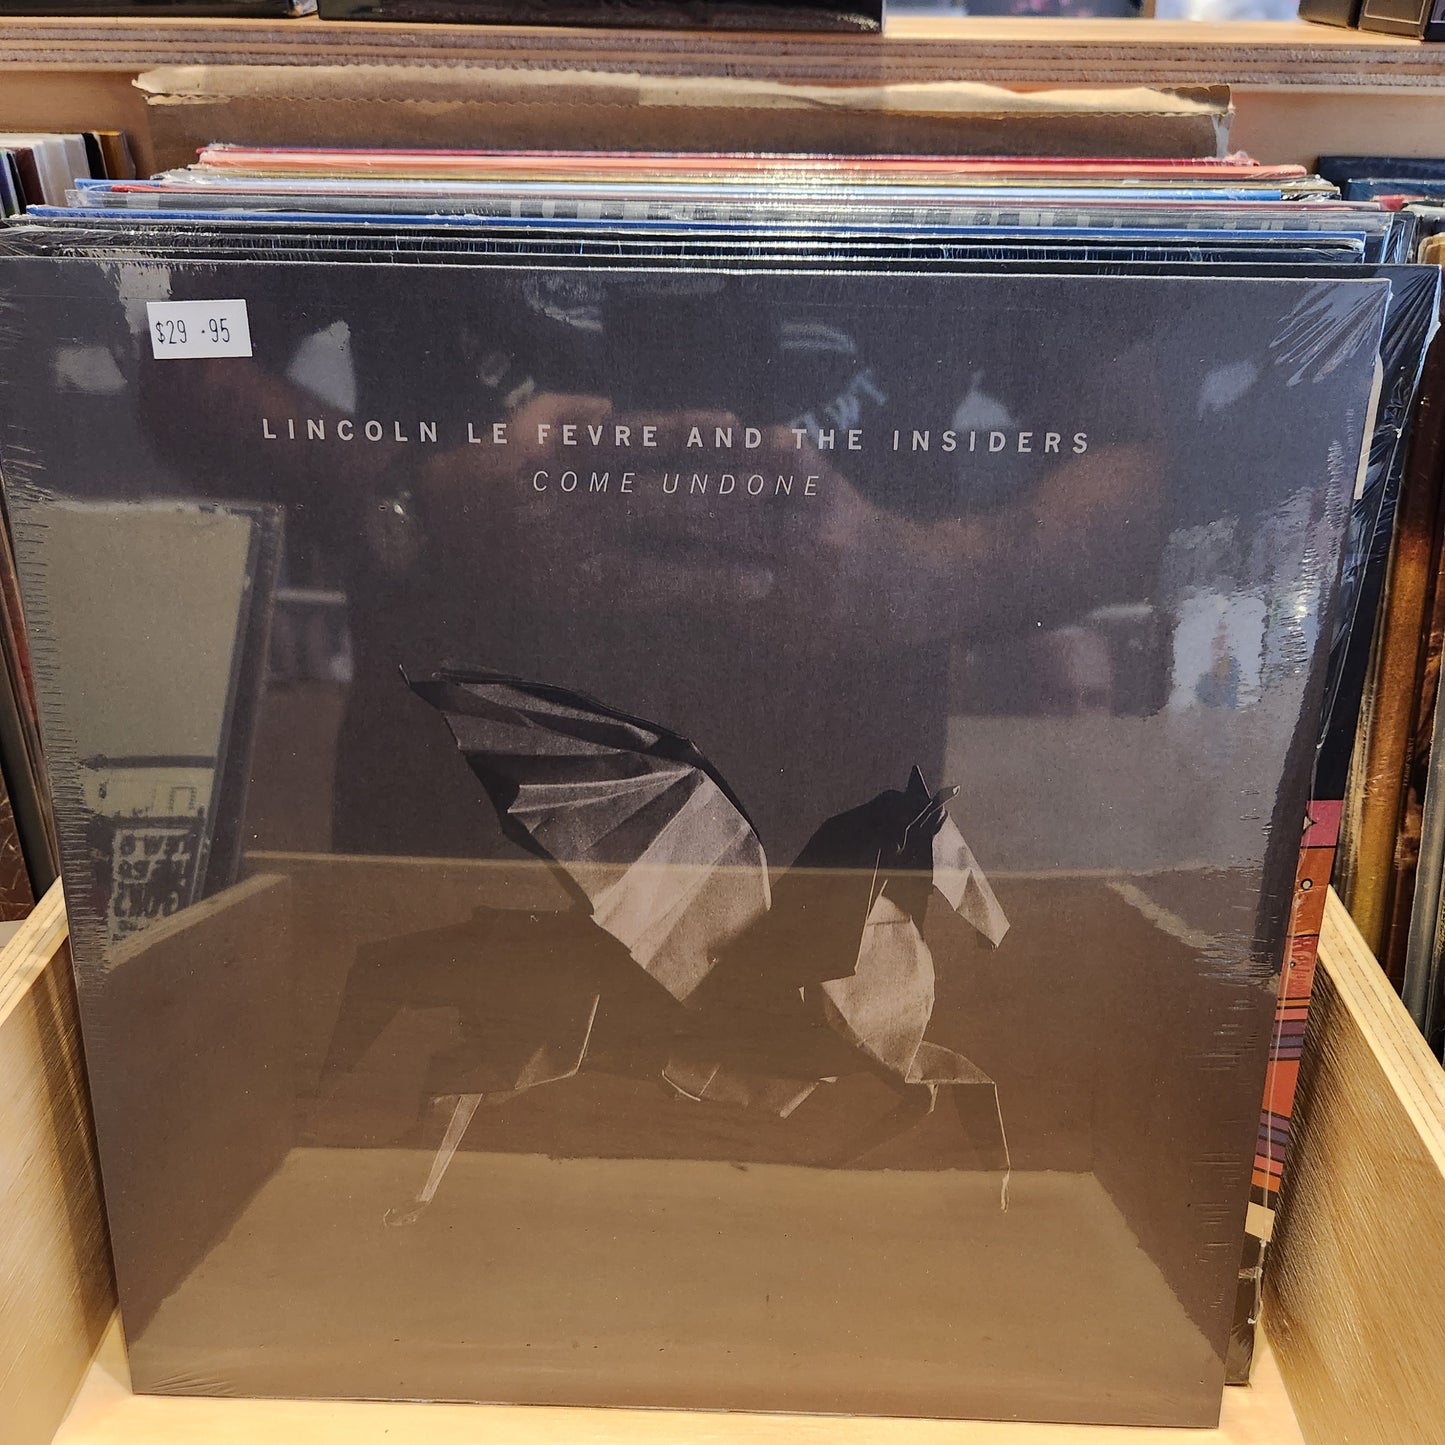 $29.95
LINCOLN LE FEVRE AND THE INSIDERS
COME UNDONE